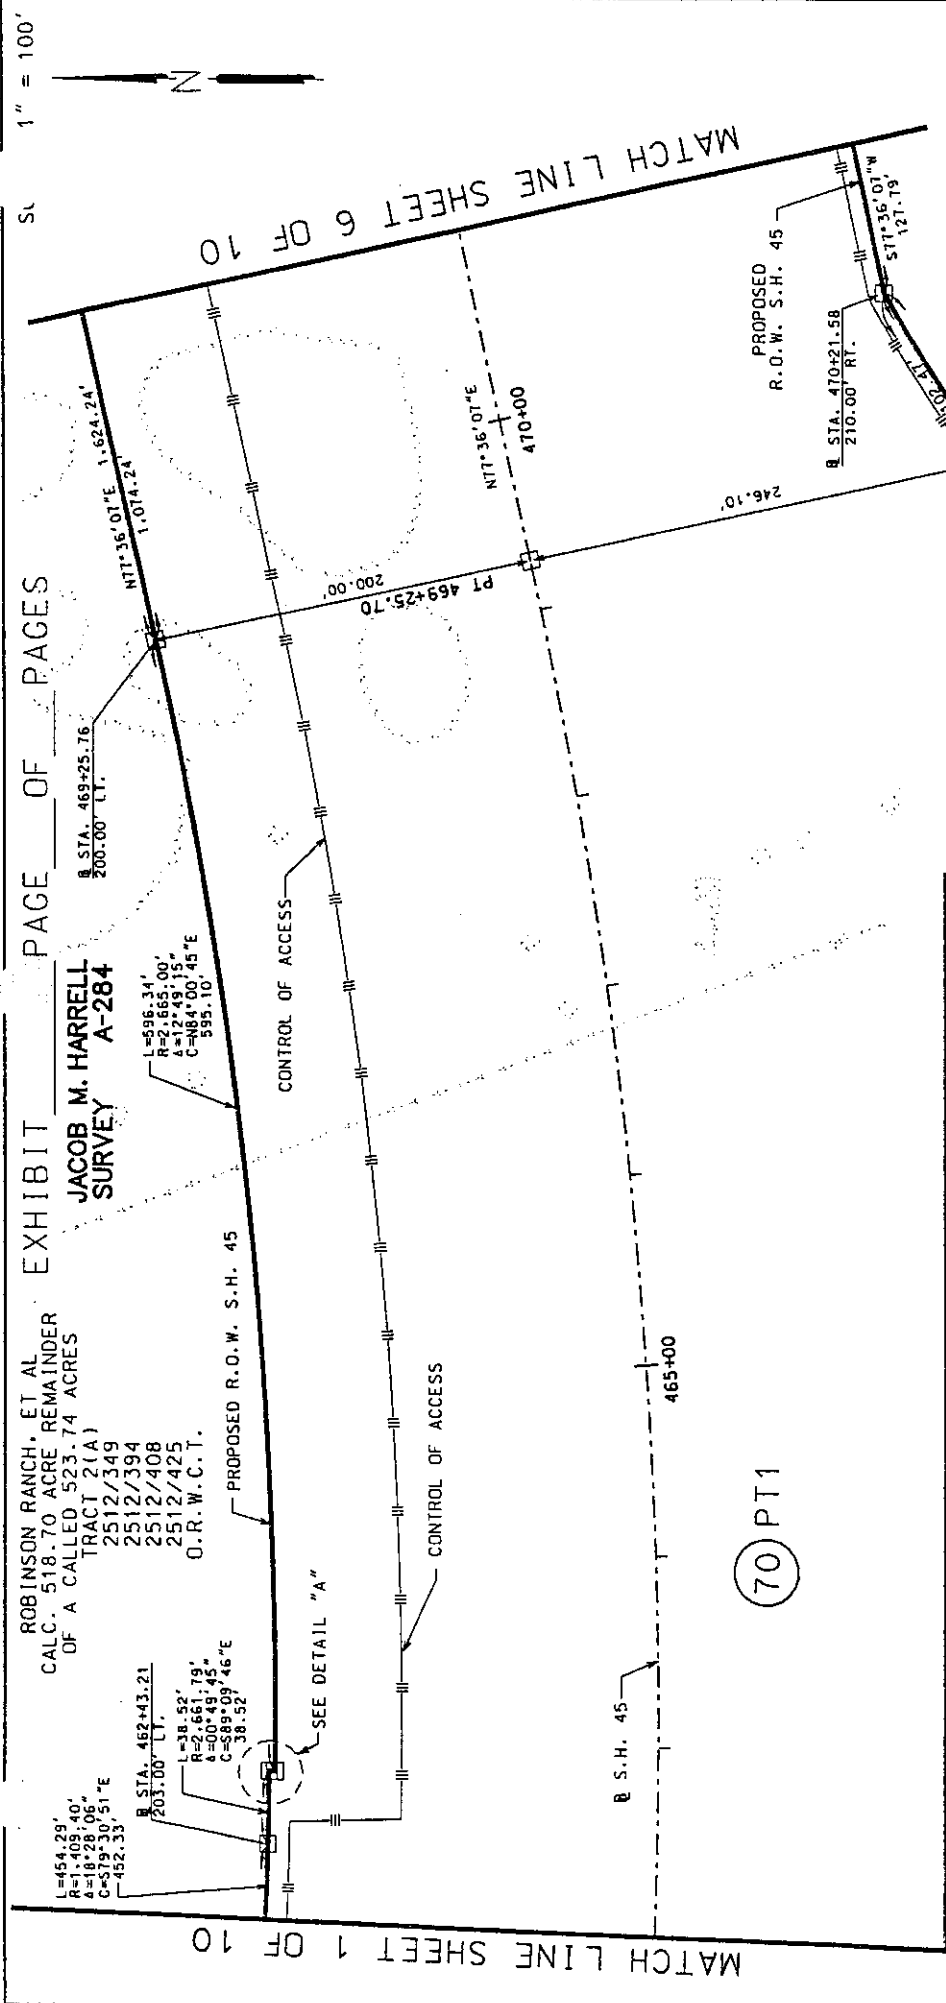 1" = 100'
N
EXHIBIT ___ PAGE ___ OF ___ PAGES
ROBINSON RANCH, ET AL
CALC. 518.70 ACRE REMAINDER
OF A CALLED 523.74 ACRES
TRACT 2(A)
2512/349
2512/394
2512/408
2512/425
O.R.W.C.T.
JACOB M. HARRELL
SURVEY A-284
L=454.29'
R=1,409.40'
Δ=18°28'06"
C=S79°30'51"E
452.33'
STA. 462+43.21
203.00' LT.
L=38.52'
R=2,661.79'
Δ=00°49'45"
C=S89°09'46"E
38.52'
SEE DETAIL "A"
PROPOSED R.O.W. S.H. 45
L=596.34'
R=2,665.00'
Δ=12°49'15"
C=N84°00'45"E
595.10'
STA. 469+25.76
200.00' LT.
N77°36'07"E 1,624.24'
1,074.24'
CONTROL OF ACCESS
CONTROL OF ACCESS
200.00'
PT 469+25.70
246.10'
N77°36'07"E
470+00
465+00
S.H. 45
70 PT1
PROPOSED
R.O.W. S.H. 45
STA. 470+21.58
210.00' RT.
S77°36'07"W
127.79'
MATCH LINE SHEET 1 OF 10
MATCH LINE SHEET 6 OF 10